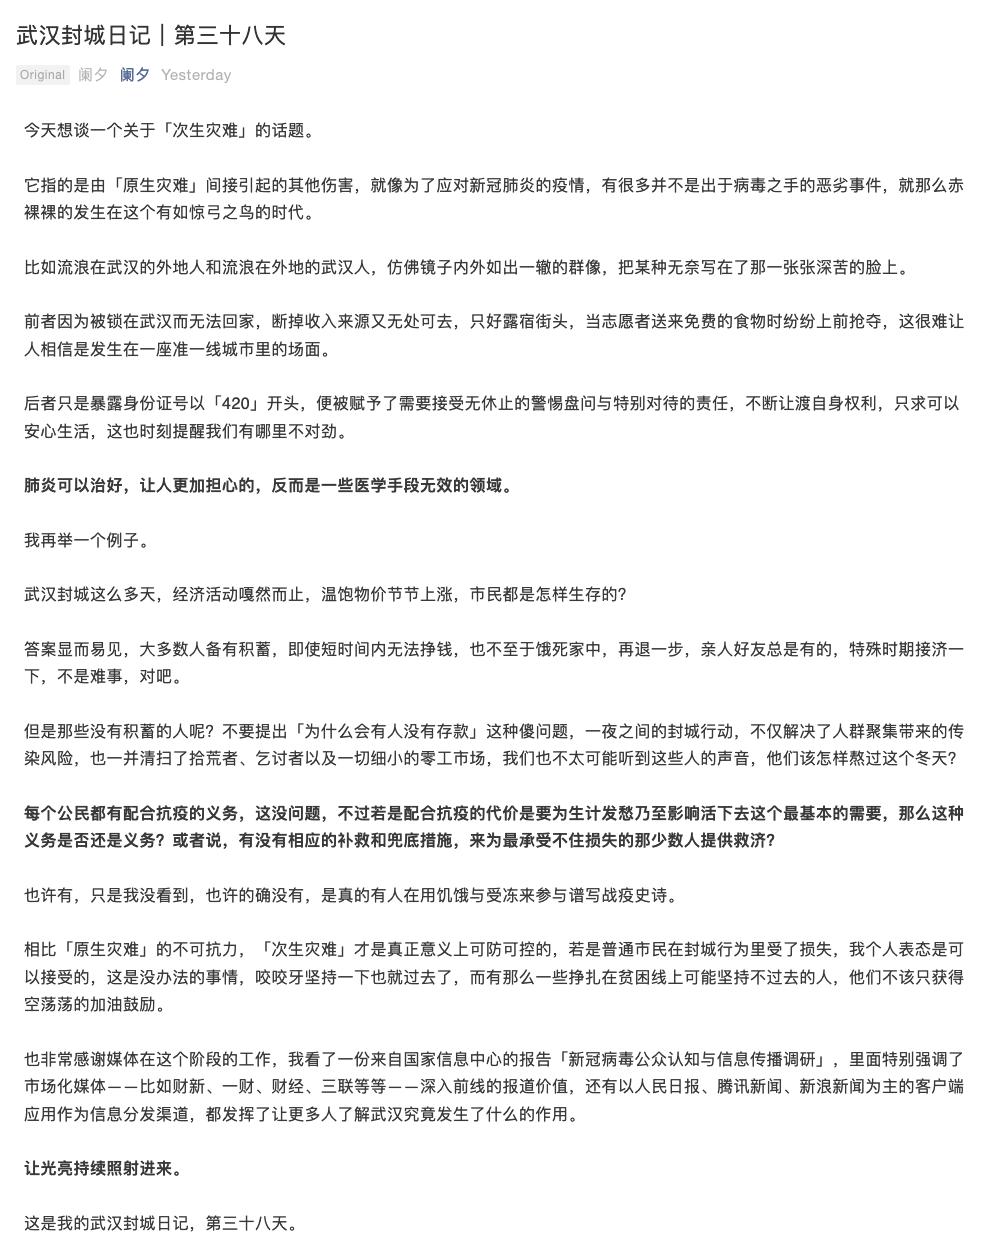 武汉封城日记｜第三十八天
Original 阑夕 阑夕 Yesterday
今天想谈一个关于「次生灾难」的话题。
它指的是由「原生灾难」间接引起的其他伤害，就像为了应对新冠肺炎的疫情，有很多并不是出于病毒之手的恶劣事件，就那么赤
裸裸的发生在这个有如惊弓之鸟的时代。
比如流浪在武汉的外地人和流浪在外地的武汉人，仿佛镜子内外如出一辙的群像，把某种无奈写在了那一张张深苦的脸上。
前者因为被锁在武汉而无法回家，断掉收入来源又无处可去，只好露宿街头，当志愿者送来免费的食物时纷纷上前抢夺，这很难让
人相信是发生在一座准一线城市里的场面。
后者只是暴露身份证号以「420」开头，便被赋予了需要接受无休止的警惕盘问与特别对待的责任，不断让渡自身权利，只求可以
安心生活，这也时刻提醒我们有哪里不对劲。
肺炎可以治好，让人更加担心的，反而是一些医学手段无效的领域。
我再举一个例子。
武汉封城这么多天，经济活动嘎然而止，温饱物价节节上涨，市民都是怎样生存的？
答案显而易见，大多数人备有积蓄，即使短时间内无法挣钱，也不至于饿死家中，再退一步，亲人好友总是有的，特殊时期接济一
下，不是难事，对吧。
但是那些没有积蓄的人呢？不要提出「为什么会有人没有存款」这种傻问题，一夜之间的封城行动，不仅解决了人群聚集带来的传
染风险，也一并清扫了拾荒者、乞讨者以及一切细小的零工市场，我们也不太可能听到这些人的声音，他们该怎样熬过这个冬天？
每个公民都有配合抗疫的义务，这没问题，不过若是配合抗疫的代价是要为生计发愁乃至影响活下去这个最基本的需要，那么这种
义务是否还是义务？或者说，有没有相应的补救和兜底措施，来为最承受不住损失的那少数人提供救济？
也许有，只是我没看到，也许的确没有，是真的有人在用饥饿与受冻来参与谱写战疫史诗。
相比「原生灾难」的不可抗力，「次生灾难」才是真正意义上可防可控的，若是普通市民在封城行为里受了损失，我个人表态是可
以接受的，这是没办法的事情，咬咬牙坚持一下也就过去了，而有那么一些挣扎在贫困线上可能坚持不过去的人，他们不该只获得
空荡荡的加油鼓励。
也非常感谢媒体在这个阶段的工作，我看了一份来自国家信息中心的报告「新冠病毒公众认知与信息传播调研」，里面特别强调了
市场化媒体——比如财新、一财、财经、三联等等——深入前线的报道价值，还有以人民日报、腾讯新闻、新浪新闻为主的客户端
应用作为信息分发渠道，都发挥了让更多人了解武汉究竟发生了什么的作用。
让光亮持续照射进来。
这是我的武汉封城日记，第三十八天。